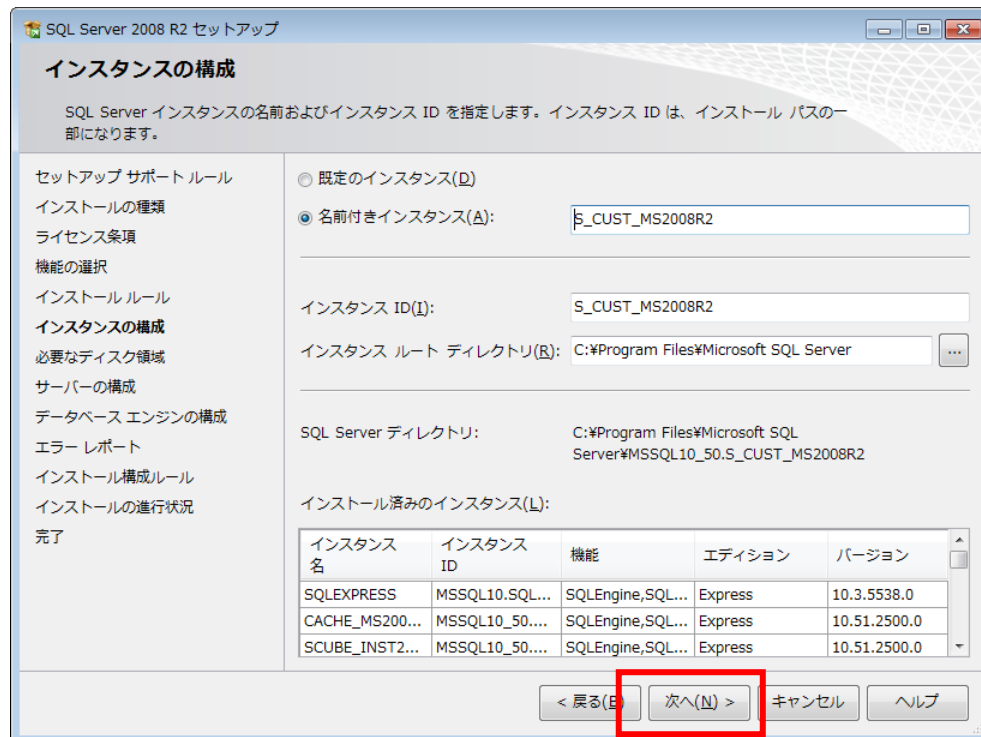 SQL Server 2008 R2 セットアップ
インスタンスの構成
SQL Server インスタンスの名前およびインスタンス ID を指定します。インスタンス ID は、インストール パスの一
部になります。
セットアップ サポート ルール
インストールの種類
ライセンス条項
機能の選択
インストール ルール
インスタンスの構成
必要なディスク領域
サーバーの構成
データベース エンジンの構成
エラー レポート
インストール構成ルール
インストールの進行状況
完了
既定のインスタンス(D)
名前付きインスタンス(A): S_CUST_MS2008R2
インスタンス ID(I): S_CUST_MS2008R2
インスタンス ルート ディレクトリ(R): C:¥Program Files¥Microsoft SQL Server ...
SQL Server ディレクトリ: C:¥Program Files¥Microsoft SQL
Server¥MSSQL10_50.S_CUST_MS2008R2
インストール済みのインスタンス(L):
インスタンス名 インスタンス ID 機能 エディション バージョン
SQLEXPRESS MSSQL10.SQL... SQLEngine,SQL... Express 10.3.5538.0
CACHE_MS200... MSSQL10_50.... SQLEngine,SQL... Express 10.51.2500.0
SCUBE_INST2... MSSQL10_50.... SQLEngine,SQL... Express 10.51.2500.0
< 戻る(B) 次へ(N) > キャンセル ヘルプ